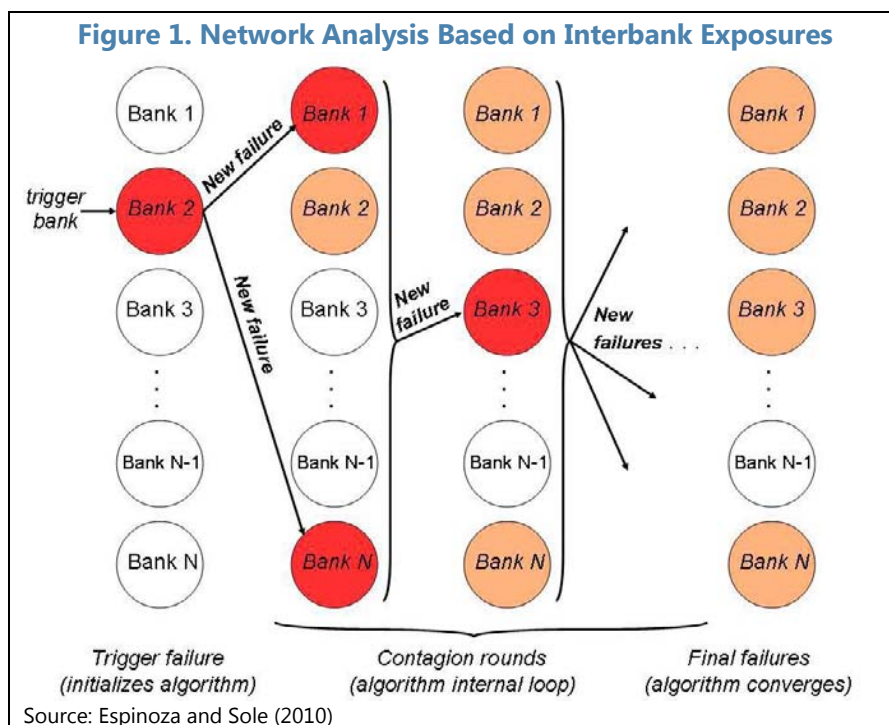 Figure 1. Network Analysis Based on Interbank Exposures
Bank 1
Bank 2
Bank 3
Bank N-1
Bank N
trigger
bank
New failure
New failure
Bank 1
Bank 2
Bank 3
Bank N-1
Bank N
New
failure
Bank 1
Bank 2
Bank 3
Bank N-1
Bank N
New
failures . . .
Bank 1
Bank 2
Bank 3
Bank N-1
Bank N
Trigger failure
(initializes algorithm)
Contagion rounds
(algorithm internal loop)
Final failures
(algorithm converges)
Source: Espinoza and Sole (2010)